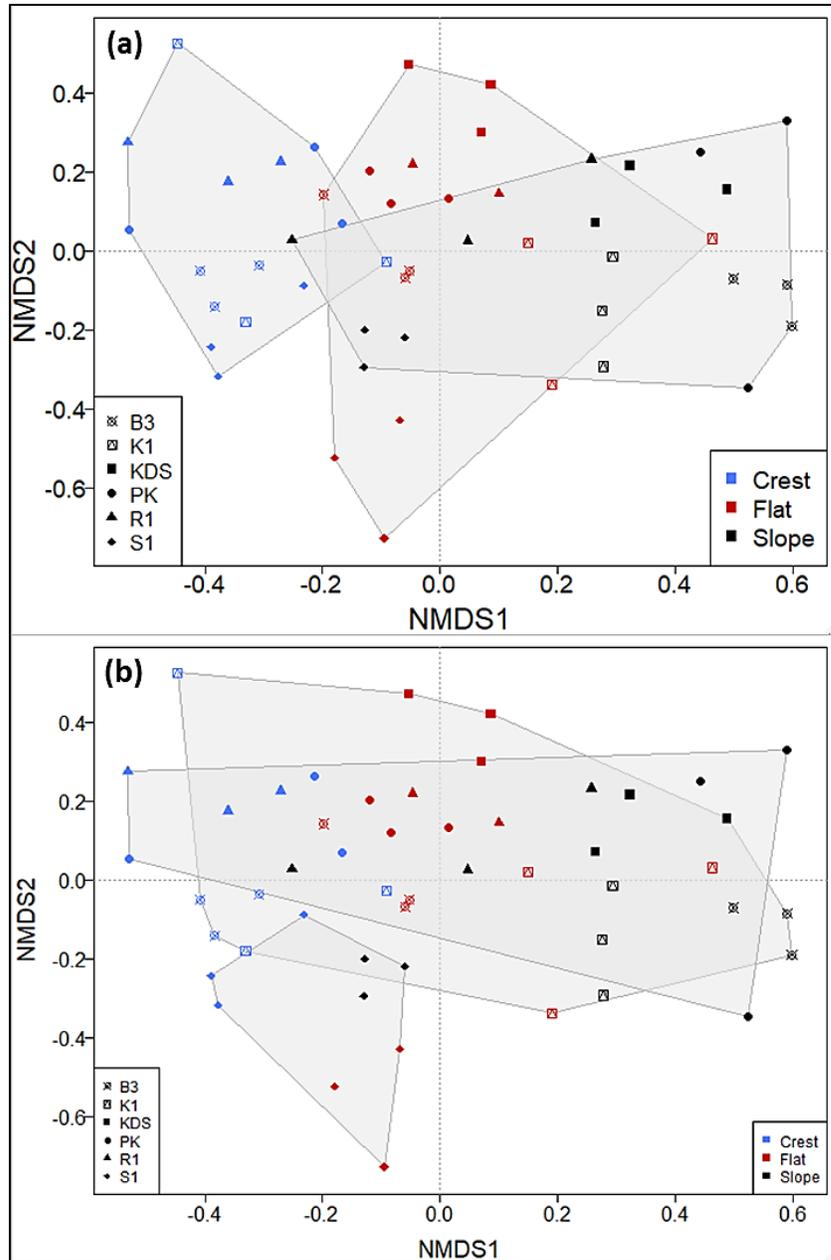 (a)
0.4
0.2
0.0
-0.2
-0.4
-0.6
NMDS2
B3
K1
KDS
PK
R1
S1
Crest
Flat
Slope
-0.4 -0.2 0.0 0.2 0.4 0.6
NMDS1
(b)
0.4
0.2
0.0
-0.2
-0.4
-0.6
NMDS2
B3
K1
KDS
PK
R1
S1
Crest
Flat
Slope
-0.4 -0.2 0.0 0.2 0.4 0.6
NMDS1